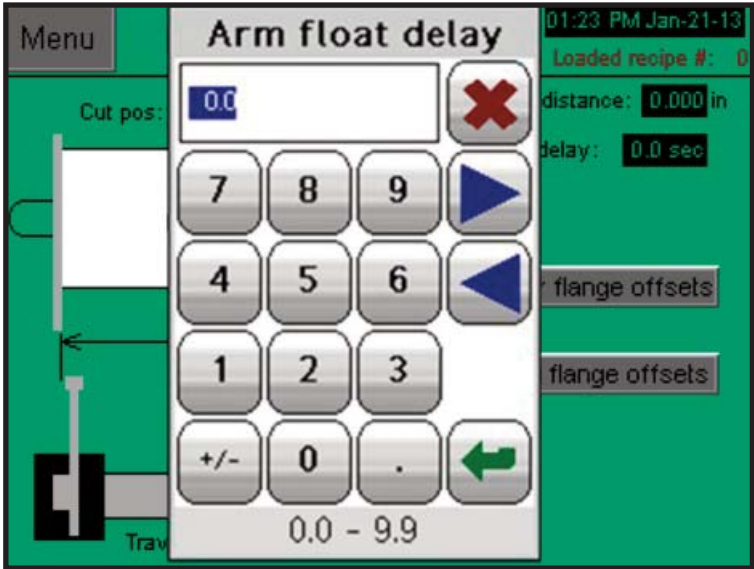 Menu
Arm float delay
01:23 PM Jan-21-13
Loaded recipe #: 0
0.0
Cut pos:
distance: 0.000 in
delay: 0.0 sec
7 8 9
4 5 6
flange offsets
1 2 3
flange offsets
+/- 0 .
0.0 - 9.9
Trav